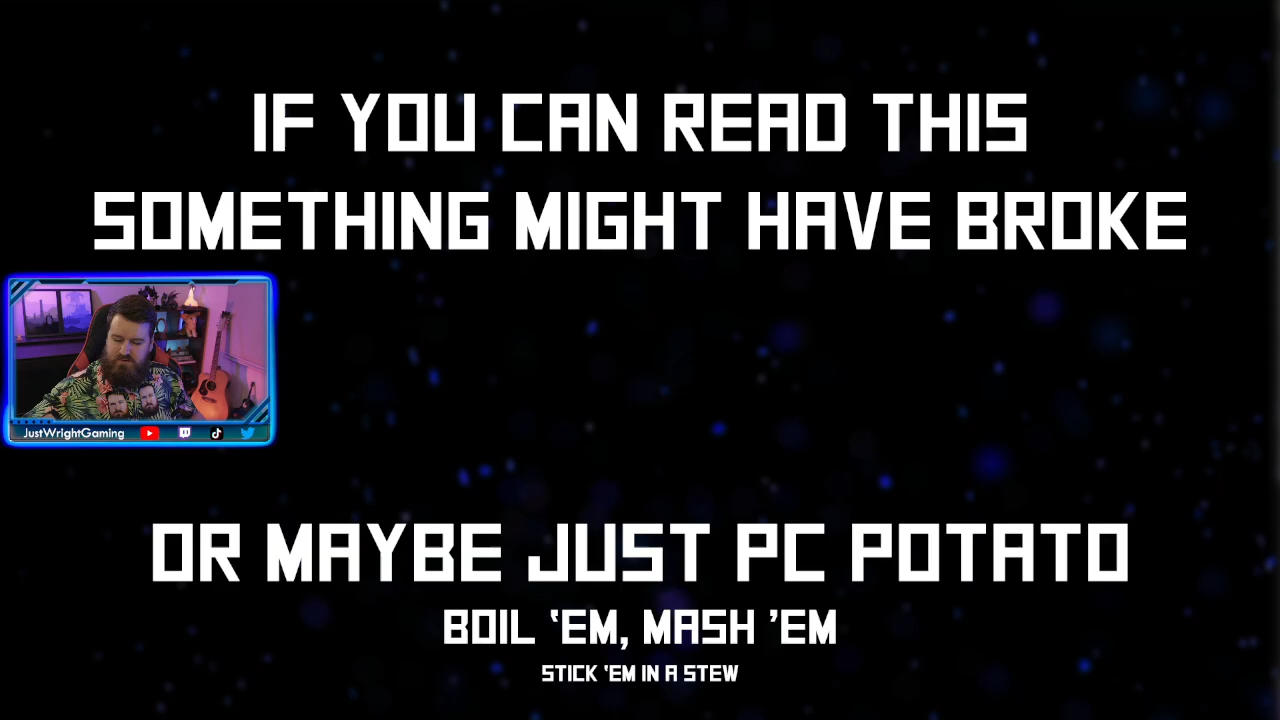 IF YOU CAN READ THIS
SOMETHING MIGHT HAVE BROKE
JustWrightGaming
OR MAYBE JUST PC POTATO
BOIL ‘EM, MASH ’EM
STICK ‘EM IN A STEW